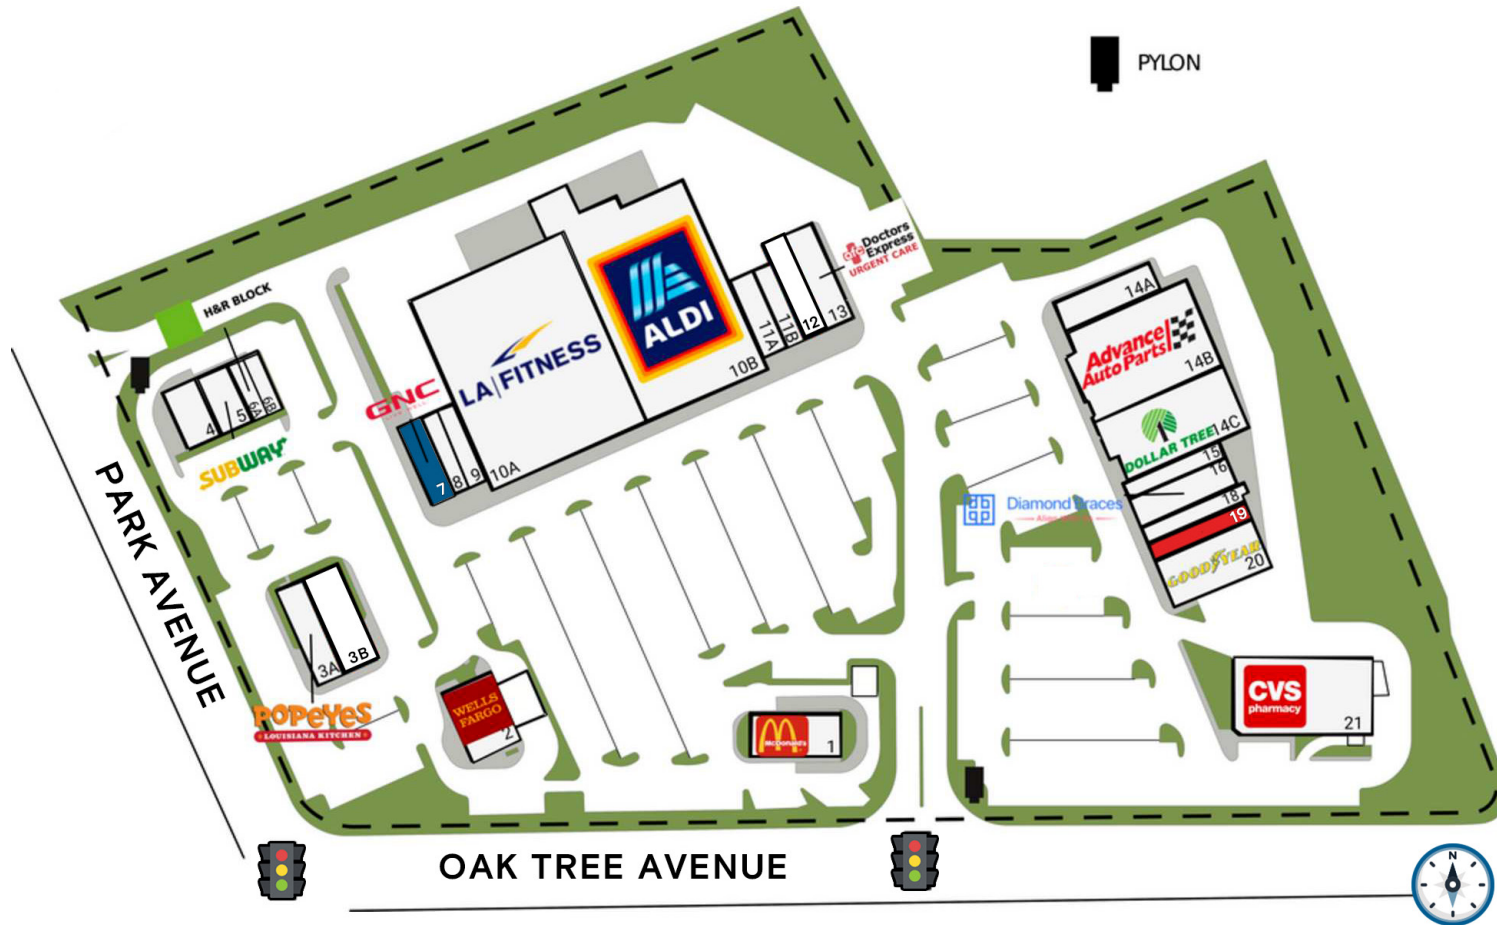 PYLON
H&R BLOCK
Doctors
Express
afc
URGENT CARE
ALDI
LA|FITNESS
GNC
SUBWAY
4
5
6A
6B
7
8
9
10A
10B
11A
11B
12
13
14A
Advance
Auto Parts
14B
DOLLAR TREE
14C
15
16
18
19
GOODYEAR
20
Diamond Braces
PARK AVENUE
3A
3B
POPEYES
LOUISIANA KITCHEN
WELLS
FARGO
2
McDonald's
1
CVS
pharmacy
21
OAK TREE AVENUE
N